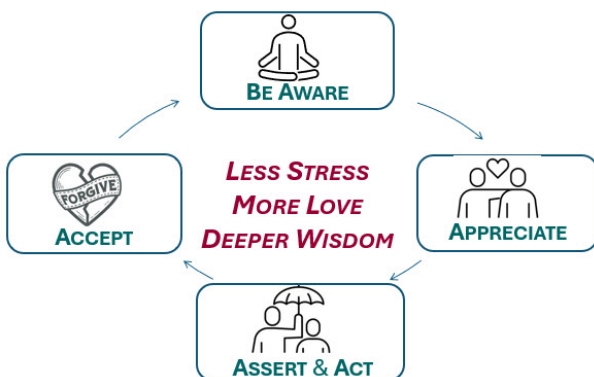 BE AWARE
LESS STRESS
MORE LOVE
DEEPER WISDOM
FORGIVE
ACCEPT
APPRECIATE
ASSERT & ACT